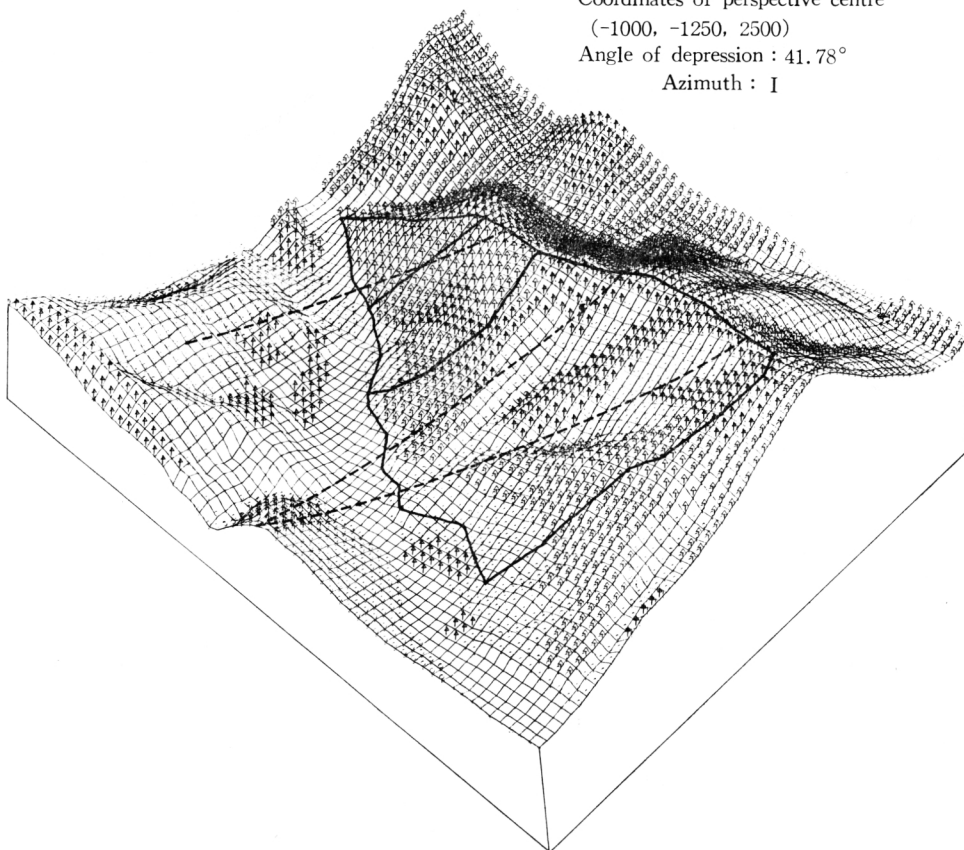 Coordinates of perspective centre
(-1000, -1250, 2500)
Angle of depression : 41.78°
Azimuth : I